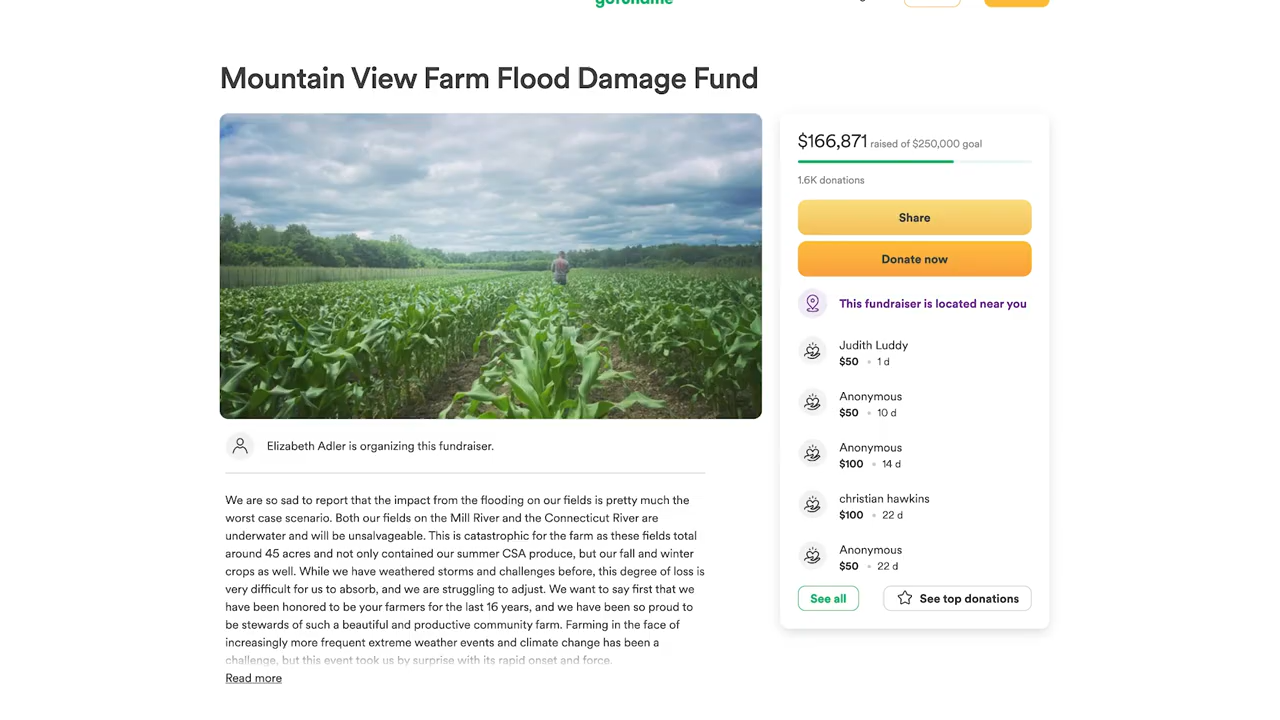 gofundme
Mountain View Farm Flood Damage Fund
$166,871 raised of $250,000 goal
1.6K donations
Share
Donate now
This fundraiser is located near you
Judith Luddy
$50 • 1 d
Anonymous
$50 • 10 d
Anonymous
$100 • 14 d
christian hawkins
$100 • 22 d
Anonymous
$50 • 22 d
See all
See top donations
Elizabeth Adler is organizing this fundraiser.
We are so sad to report that the impact from the flooding on our fields is pretty much the
worst case scenario. Both our fields on the Mill River and the Connecticut River are
underwater and will be unsalvageable. This is catastrophic for the farm as these fields total
around 45 acres and not only contained our summer CSA produce, but our fall and winter
crops as well. While we have weathered storms and challenges before, this degree of loss is
very difficult for us to absorb, and we are struggling to adjust. We want to say first that we
have been honored to be your farmers for the last 16 years, and we have been so proud to
be stewards of such a beautiful and productive community farm. Farming in the face of
increasingly more frequent extreme weather events and climate change has been a
challenge, but this event took us by surprise with its rapid onset and force.
Read more